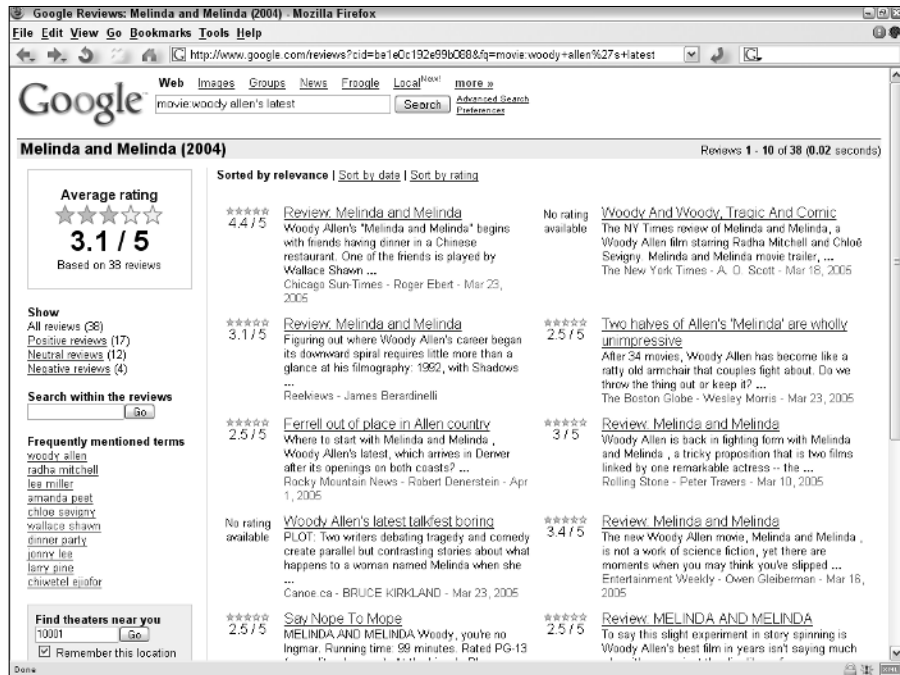 Google Reviews: Melinda and Melinda (2004) - Mozilla Firefox
File Edit View Go Bookmarks Tools Help
http://www.google.com/reviews?cid=be1e0c192e99b088&fq=movie:woody+allen%27s+latest
Google
Web Images Groups News Froogle Local New! more »
movie:woody allen's latest
Search
Advanced Search
Preferences
Melinda and Melinda (2004)
Reviews 1 - 10 of 38 (0.02 seconds)
Average rating
3.1 / 5
Based on 38 reviews
Show
All reviews (38)
Positive reviews (17)
Neutral reviews (12)
Negative reviews (4)
Search within the reviews
Go
Frequently mentioned terms
woody allen
radha mitchell
lee miller
amanda peet
chloe sevigny
wallace shawn
dinner party
jonny lee
larry pine
chiwetel ejiofor
Find theaters near you
10001
Go
Remember this location
Sorted by relevance | Sort by date | Sort by rating
4.4 / 5
Review: Melinda and Melinda
Woody Allen's "Melinda and Melinda" begins
with friends having dinner in a Chinese
restaurant. One of the friends is played by
Wallace Shawn ...
Chicago Sun-Times - Roger Ebert - Mar 23,
2005
No rating
available
Woody And Woody, Tragic And Comic
The NY Times review of Melinda and Melinda, a
Woody Allen film starring Radha Mitchell and Chloë
Sevigny. Melinda and Melinda movie trailer, ...
The New York Times - A. O. Scott - Mar 18, 2005
3.1 / 5
Review: Melinda and Melinda
Figuring out where Woody Allen's career began
its downward spiral requires little more than a
glance at his filmography: 1992, with Shadows
...
Reelviews - James Berardinelli
2.5 / 5
Two halves of Allen's 'Melinda' are wholly
unimpressive
After 34 movies, Woody Allen has become like a
ratty old armchair that couples fight about. Do we
throw the thing out or keep it? ...
The Boston Globe - Wesley Morris - Mar 23, 2005
2.5 / 5
Ferrell out of place in Allen country
Where to start with Melinda and Melinda ,
Woody Allen's latest, which arrives in Denver
after its openings on both coasts? ...
Rocky Mountain News - Robert Denerstein - Apr
1, 2005
3 / 5
Review: Melinda and Melinda
Woody Allen is back in fighting form with Melinda
and Melinda , a tricky proposition that is two films
linked by one remarkable actress -- the ...
Rolling Stone - Peter Travers - Mar 10, 2005
No rating
available
Woody Allen's latest talkfest boring
PLOT: Two writers debating tragedy and comedy
create parallel but contrasting stories about what
happens to a woman named Melinda when she
...
Canoe.ca - BRUCE KIRKLAND - Mar 23, 2005
3.4 / 5
Review: Melinda and Melinda
The new Woody Allen movie, Melinda and Melinda ,
is not a work of science fiction, yet there are
moments when you may think you've slipped ...
Entertainment Weekly - Owen Gleiberman - Mar 16,
2005
2.5 / 5
Say Nope To Mope
MELINDA AND MELINDA Woody, you're no
Ingmar. Running time: 99 minutes. Rated PG-13
2.5 / 5
Review: MELINDA AND MELINDA
To say this slight experiment in story spinning is
Woody Allen's best film in years isn't saying much
Done